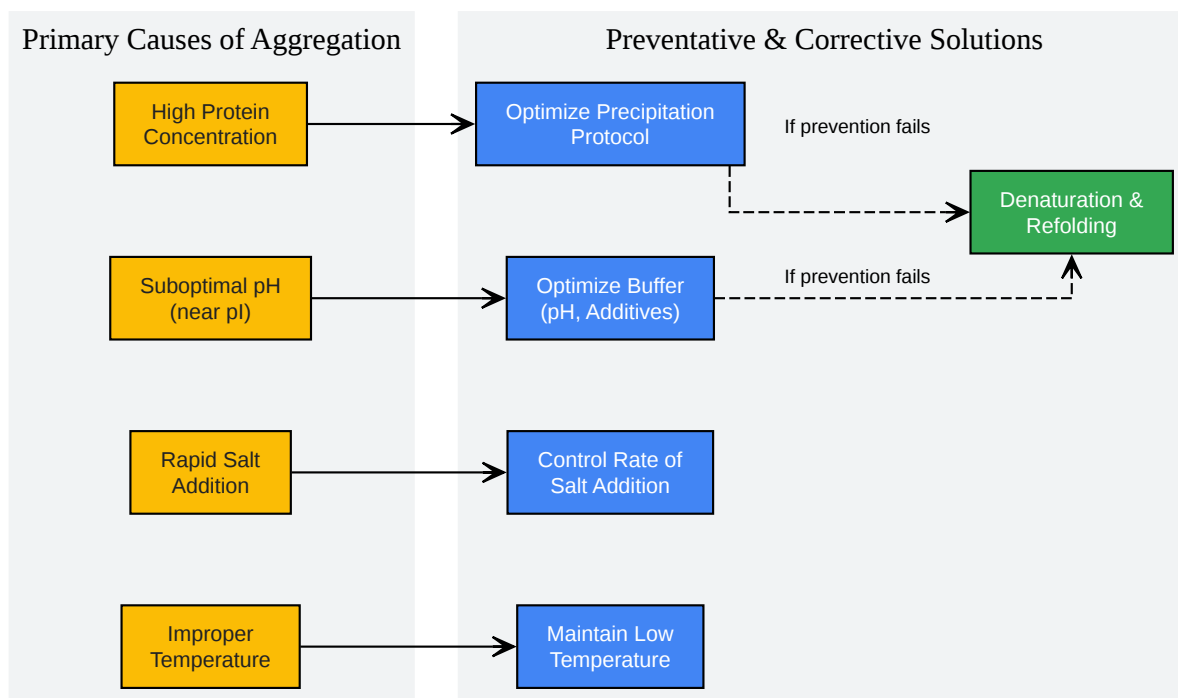 Primary Causes of Aggregation
Preventative & Corrective Solutions
High Protein
Concentration
Optimize Precipitation
Protocol
If prevention fails
Denaturation &
Refolding
Suboptimal pH
(near pI)
Optimize Buffer
(pH, Additives)
If prevention fails
Rapid Salt
Addition
Control Rate of
Salt Addition
Improper
Temperature
Maintain Low
Temperature